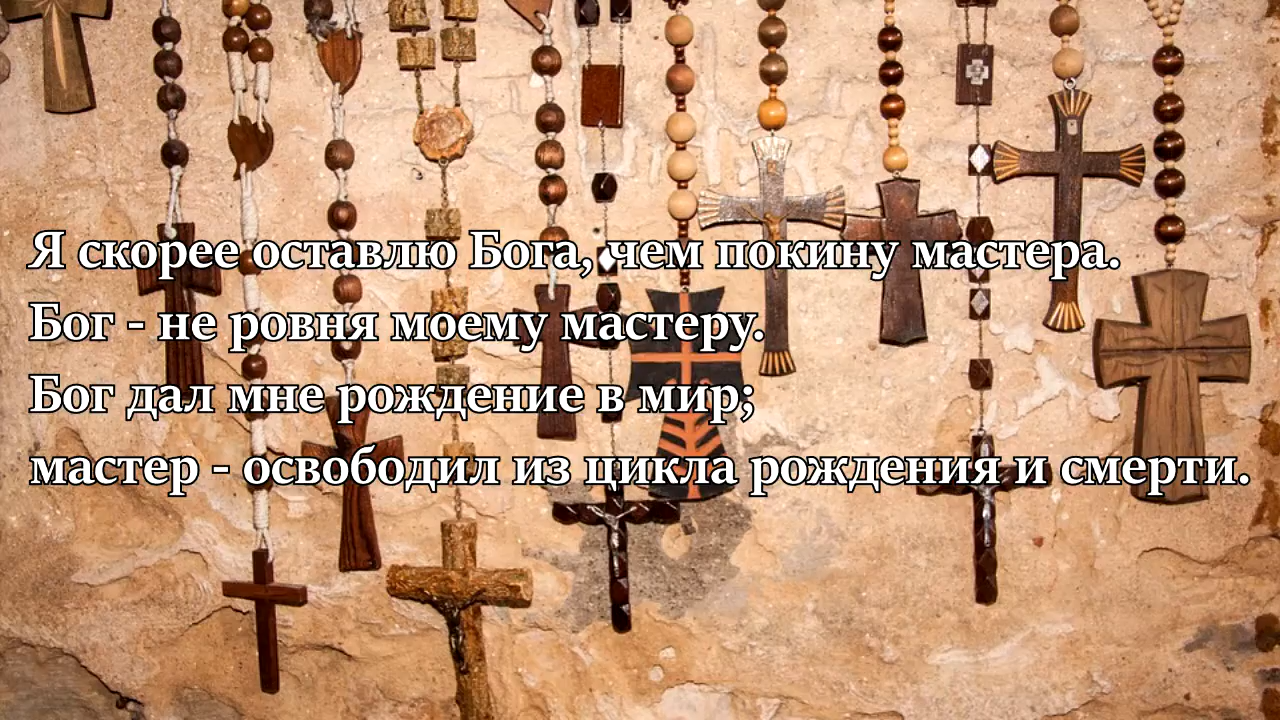 Я скорее оставлю Бога, чем покину мастера.
Бог - не ровня моему мастеру.
Бог дал мне рождение в мир;
мастер - освободил из цикла рождения и смерти.